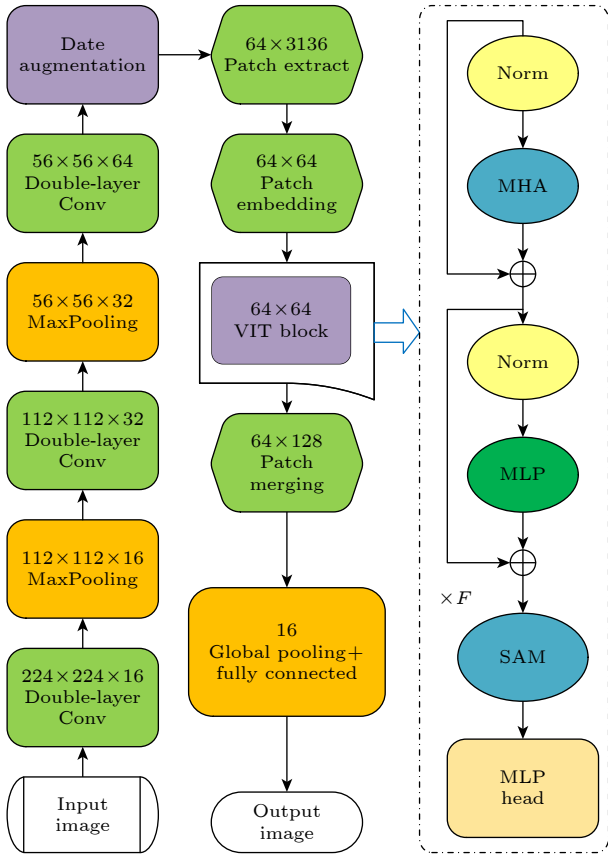 Date
augmentation
56×56×64
Double-layer
Conv
56×56×32
MaxPooling
112×112×32
Double-layer
Conv
112×112×16
MaxPooling
224×224×16
Double-layer
Conv
Input
image
64×3136
Patch extract
64×64
Patch
embedding
64×64
VIT block
64×128
Patch
merging
16
Global pooling+
fully connected
Output
image
Norm
MHA
Norm
MLP
×F
SAM
MLP
head